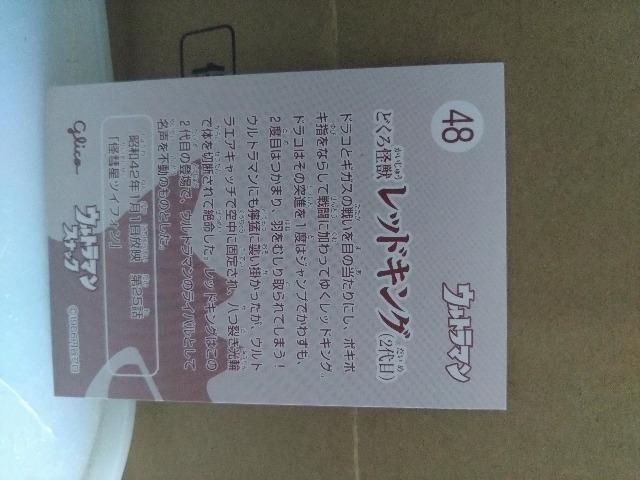 48
ウルトラマン
どくろ怪獣 レッドキング(2代目)
ドラコとギガスの戦いを目の当たりにし、ポキポ
キ指をならして戦闘に加わってゆくレッドキング。
ドラコはその突進を1度はジャンプでかわすも、
2度目はつかまり、羽をむしり取られてしまう!
ウルトラマンにも獰猛に襲い掛かったが、ウルト
ラエアキャッチで空中に固定され、八つ裂き光輪
で体を切断されて絶命した。レッドキングはこの
2代目の登場で、ウルトラマンのライバルとして
名声を不動のものとした。
昭和42年1月1日放映 第25話
「怪彗星ツイフォン」
Glico
ウルトラマン
スナック